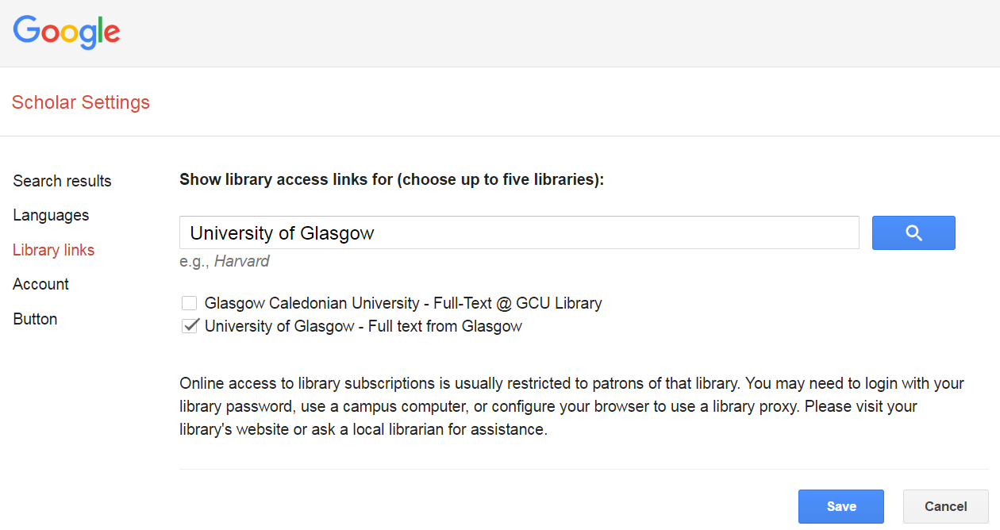 Google
Scholar Settings
Search results
Languages
Library links
Account
Button
Show library access links for (choose up to five libraries):
University of Glasgow
e.g., Harvard
Glasgow Caledonian University - Full-Text @ GCU Library
University of Glasgow - Full text from Glasgow
Online access to library subscriptions is usually restricted to patrons of that library. You may need to login with your
library password, use a campus computer, or configure your browser to use a library proxy. Please visit your
library's website or ask a local librarian for assistance.
Save
Cancel